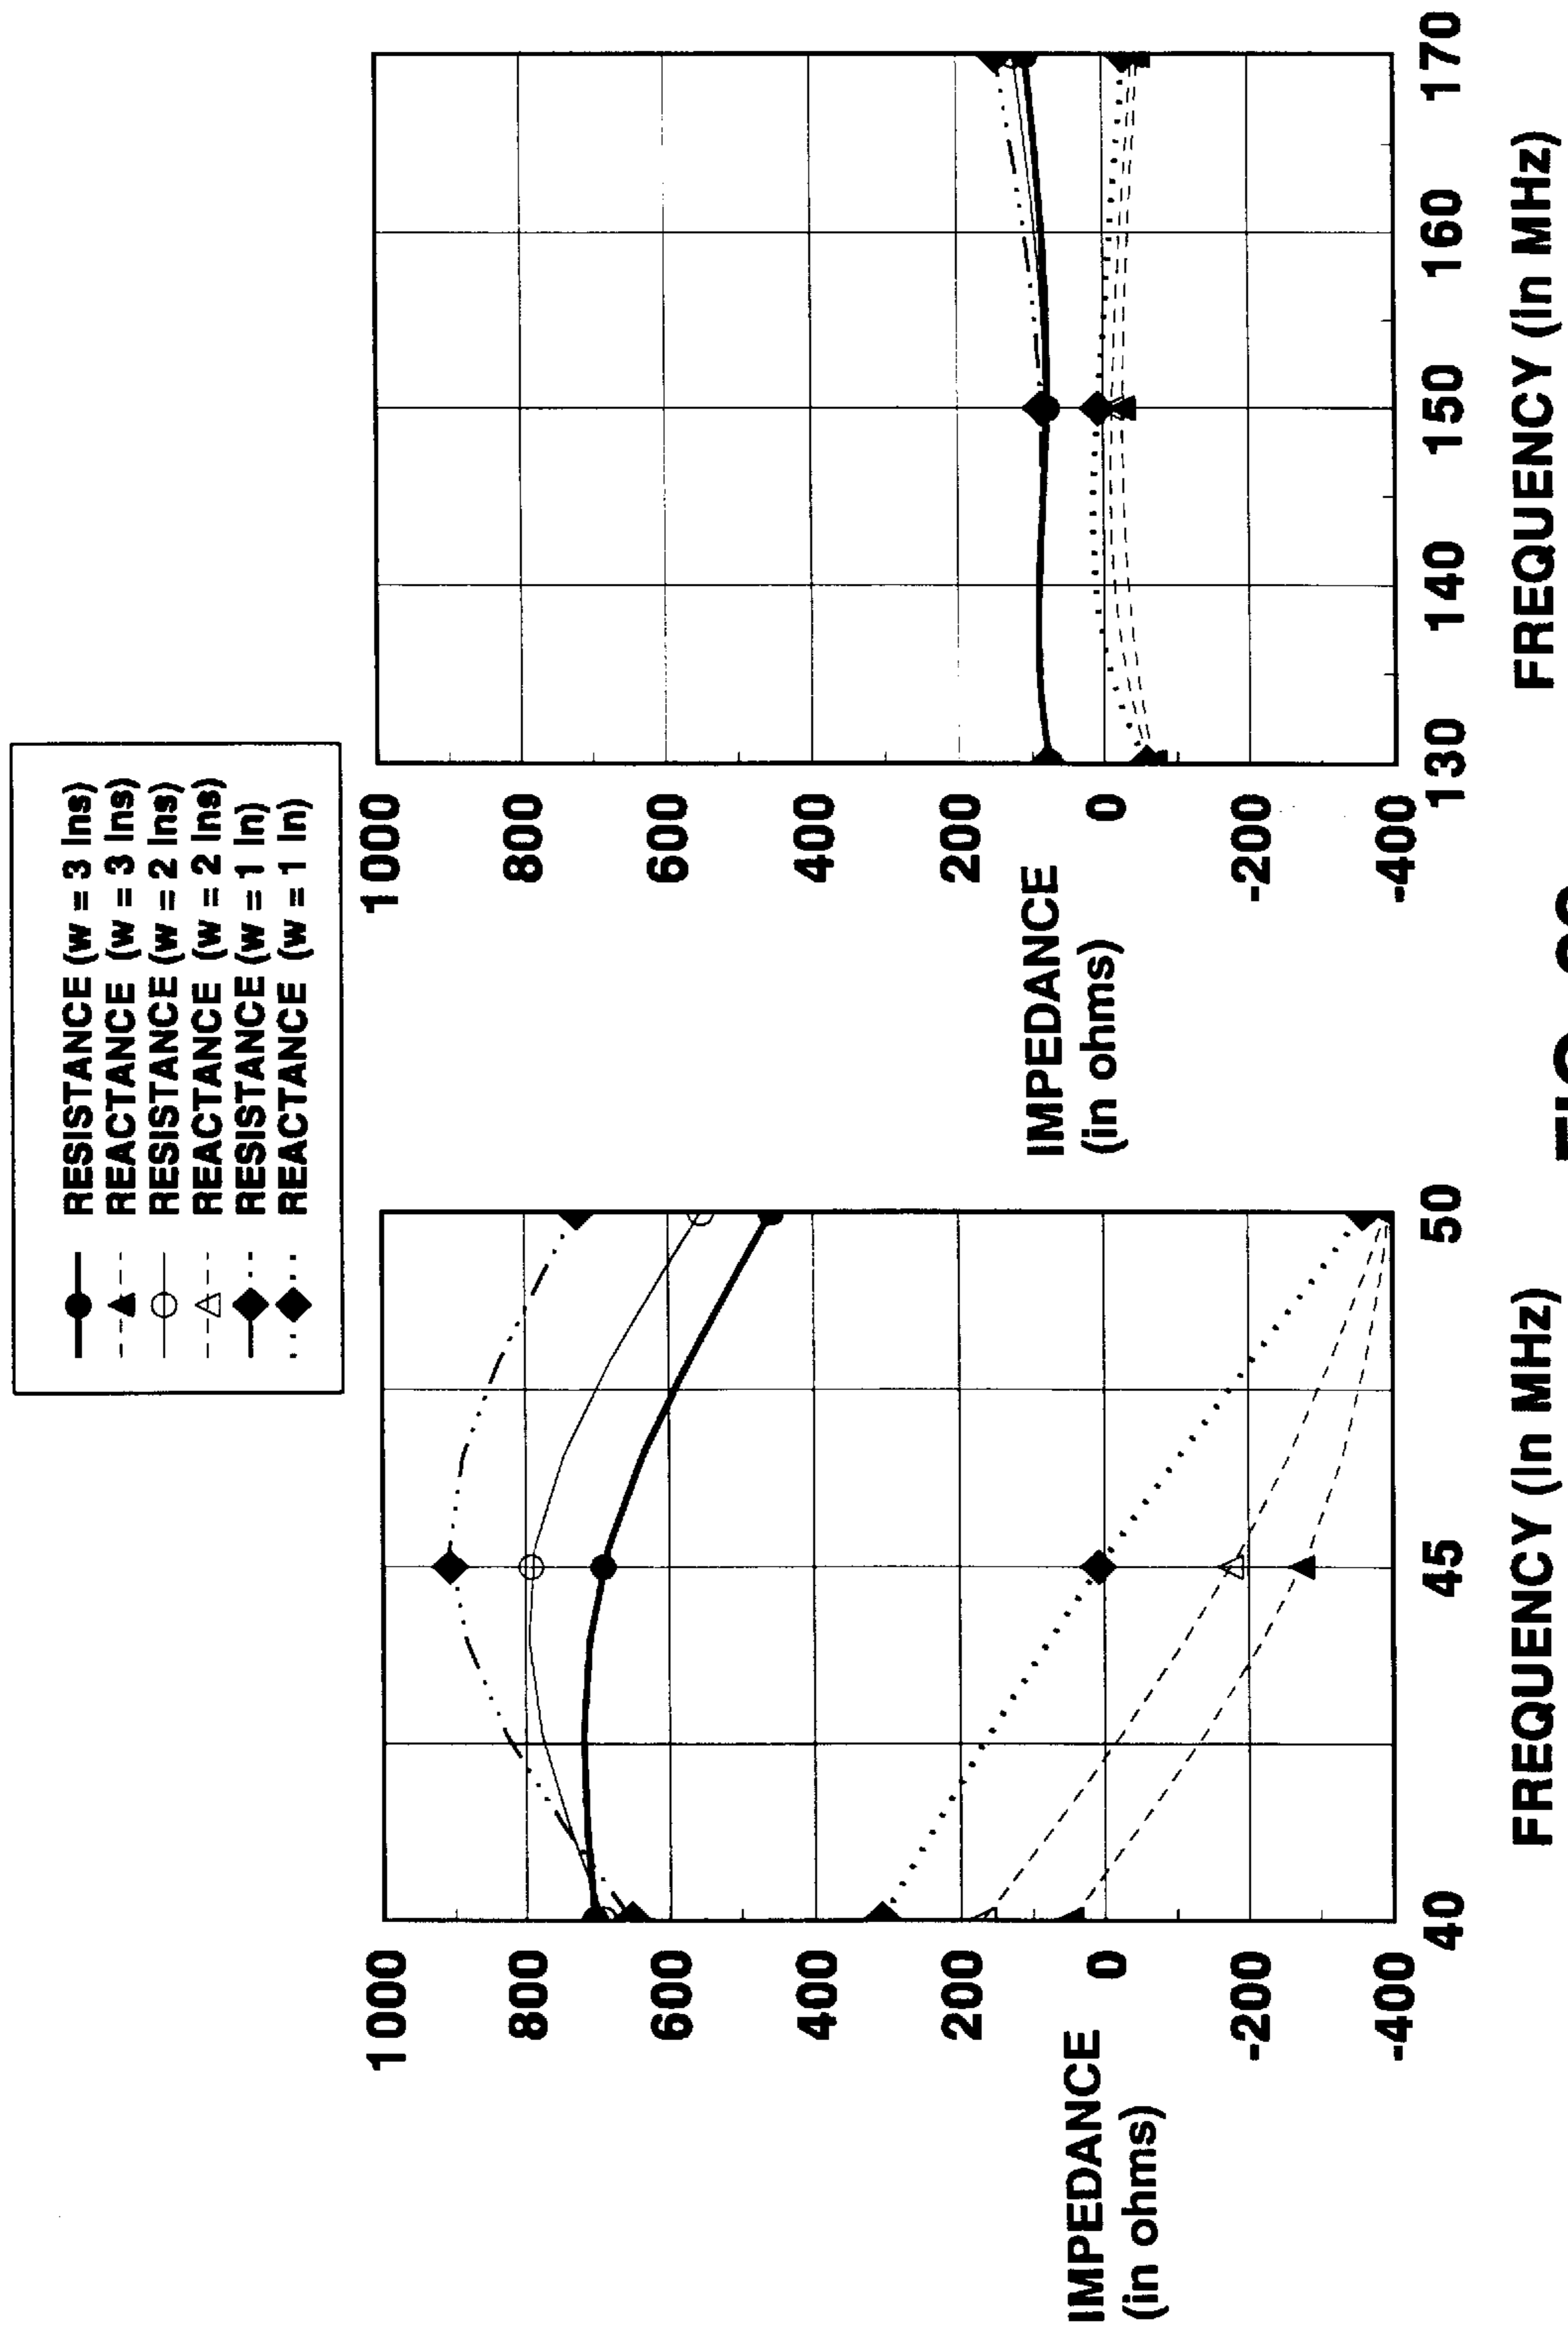 RESISTANCE (w = 3 Ins)
REACTANCE (w = 3 Ins)
RESISTANCE (w = 2 Ins)
REACTANCE (w = 2 Ins)
RESISTANCE (w = 1 In)
REACTANCE (w = 1 In)
IMPEDANCE
(in ohms)
1000
800
600
400
200
0
-200
-400
40
45
50
FREQUENCY (In MHz)
IMPEDANCE
(in ohms)
1000
800
600
400
200
0
-200
-400
130
140
150
160
170
FREQUENCY (in MHz)